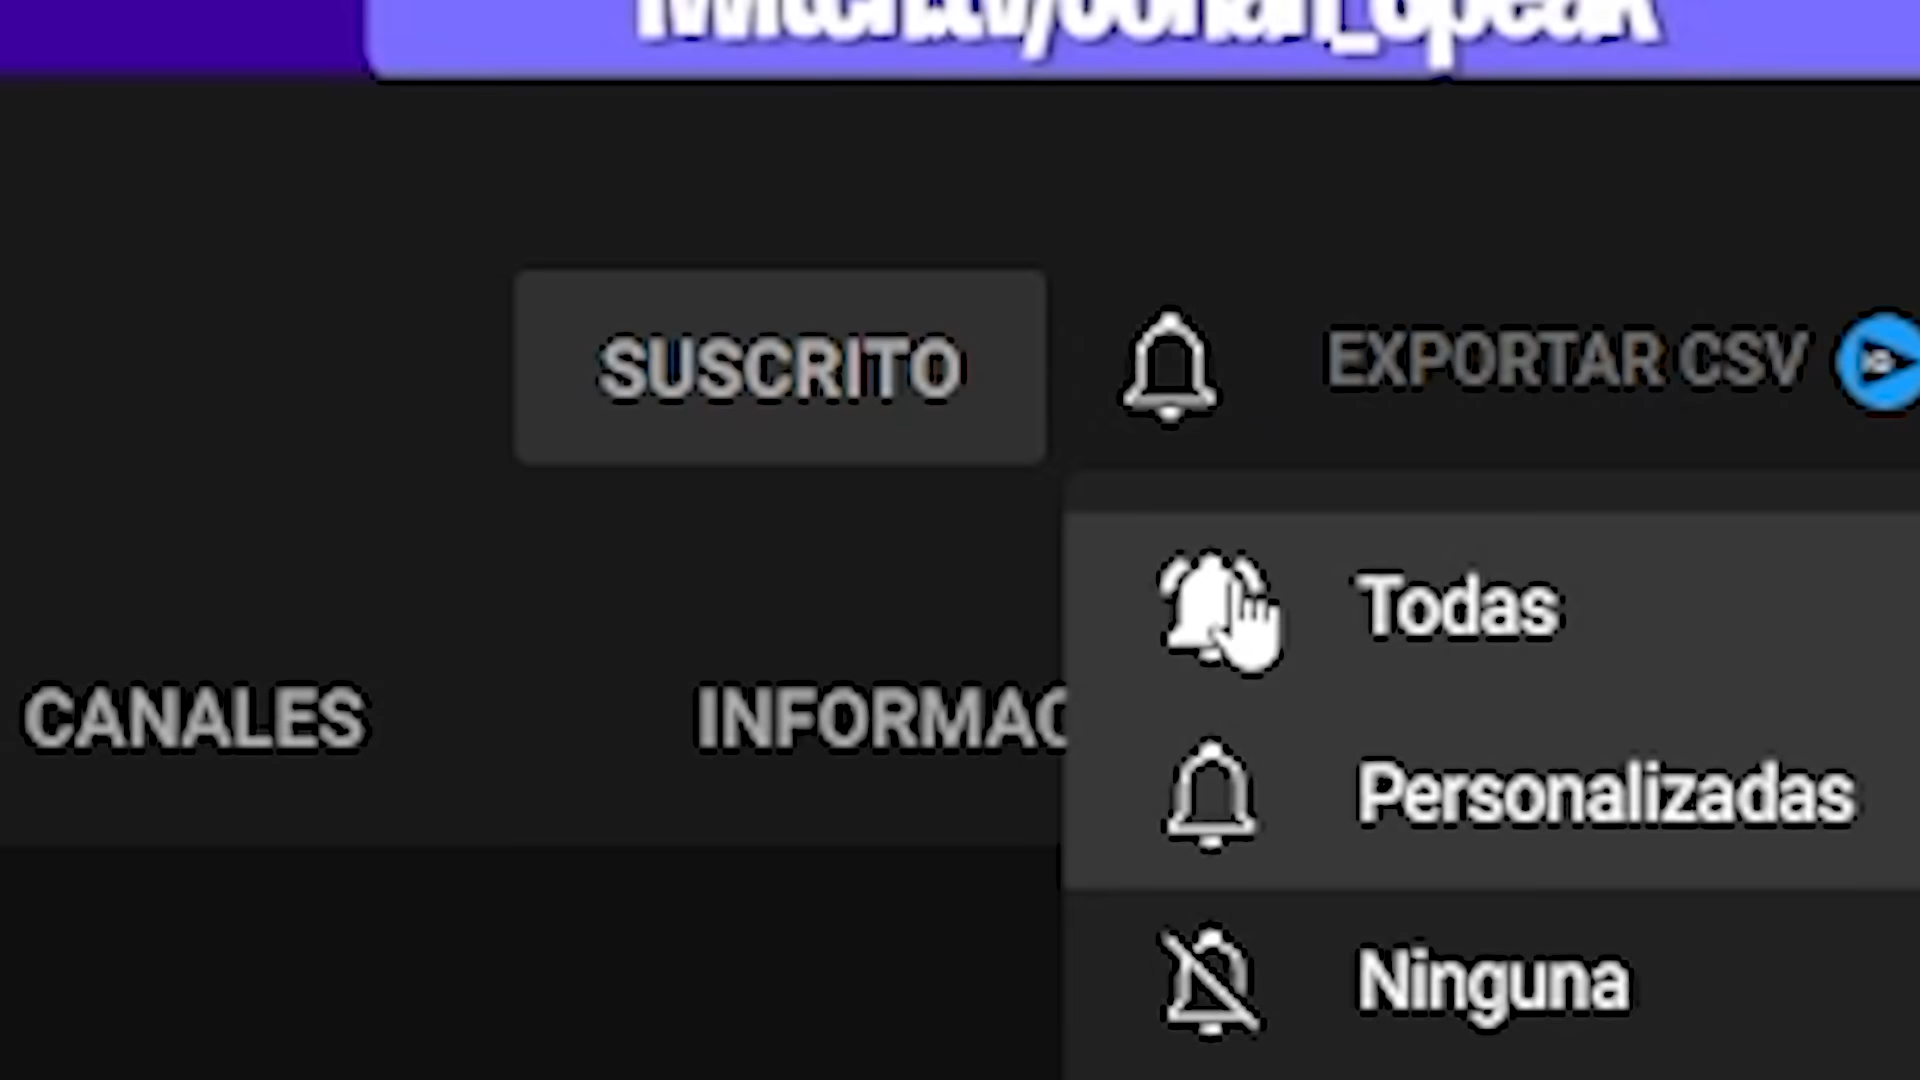 SUSCRITO
EXPORTAR CSV
Todas
CANALES
INFORMAC
Personalizadas
Ninguna